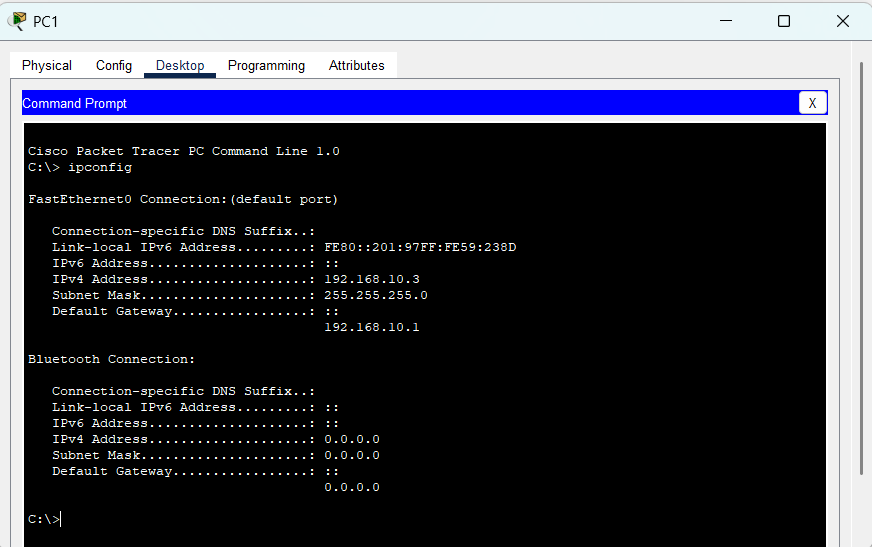 PC1
Physical Config Desktop Programming Attributes
Command Prompt X
Cisco Packet Tracer PC Command Line 1.0
C:\> ipconfig
FastEthernet0 Connection:(default port)
Connection-specific DNS Suffix..:
Link-local IPv6 Address.........: FE80::201:97FF:FE59:238D
IPv6 Address....................: ::
IPv4 Address....................: 192.168.10.3
Subnet Mask.....................: 255.255.255.0
Default Gateway.................: ::
192.168.10.1
Bluetooth Connection:
Connection-specific DNS Suffix..:
Link-local IPv6 Address.........: ::
IPv6 Address....................: ::
IPv4 Address....................: 0.0.0.0
Subnet Mask.....................: 0.0.0.0
Default Gateway.................: ::
0.0.0.0
C:\>